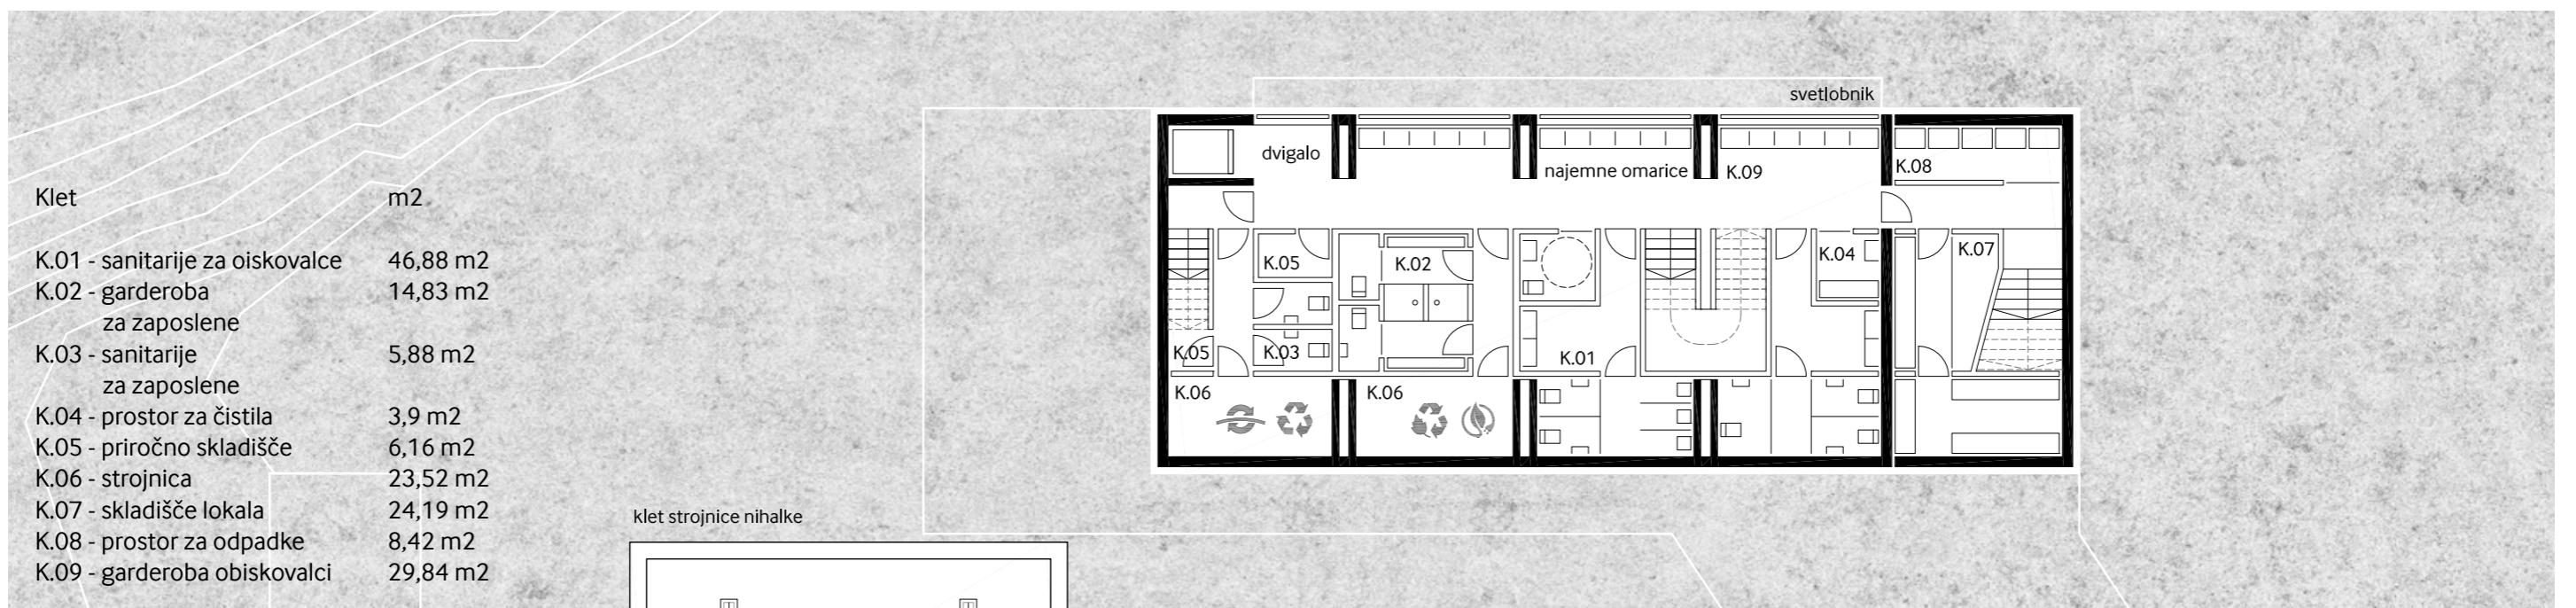 Klet m2
K.01 - sanitarije za oiskovalce 46,88 m2
K.02 - garderoba 14,83 m2
za zaposlene
K.03 - sanitarije 5,88 m2
za zaposlene
K.04 - prostor za čistila 3,9 m2
K.05 - priročno skladišče 6,16 m2
K.06 - strojnica 23,52 m2
K.07 - skladišče lokala 24,19 m2
K.08 - prostor za odpadke 8,42 m2
K.09 - garderoba obiskovalci 29,84 m2
klet strojnice nihalke
svetlobnik
dvigalo
najemne omarice
K.09
K.08
K.05
K.02
K.04
K.07
K.05
K.03
K.01
K.06
K.06